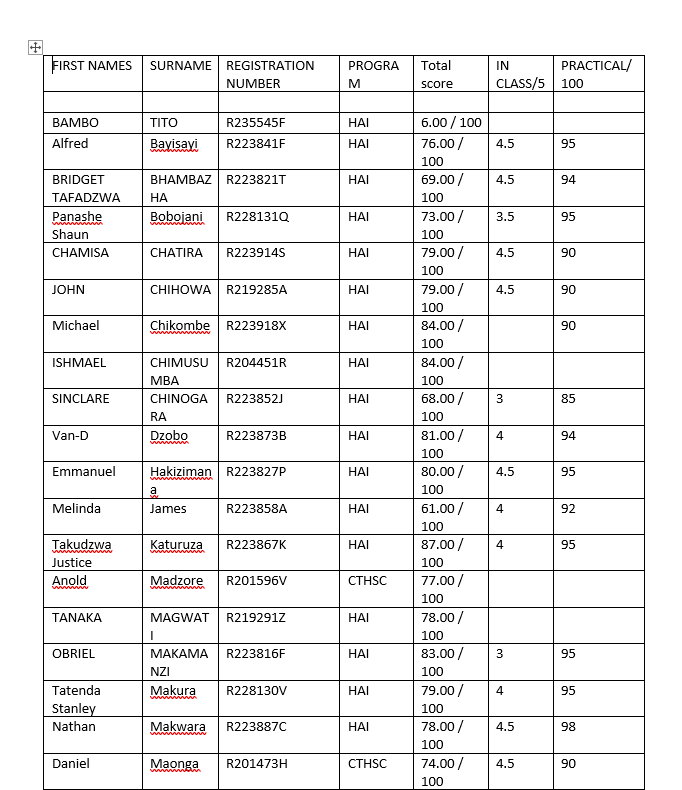 FIRST NAMES SURNAME REGISTRATION NUMBER PROGRAM Total score IN CLASS/5 PRACTICAL/100
BAMBO TITO R235545F HAI 6.00 / 100
Alfred Bayisayi R223841F HAI 76.00 / 100 4.5 95
BRIDGET TAFADZWA BHAMBAZHA R223821T HAI 69.00 / 100 4.5 94
Panashe Shaun Bobojani R228131Q HAI 73.00 / 100 3.5 95
CHAMISA CHATIRA R223914S HAI 79.00 / 100 4.5 90
JOHN CHIHOWA R219285A HAI 79.00 / 100 4.5 90
Michael Chikombe R223918X HAI 84.00 / 100 90
ISHMAEL CHIMUSUMBA R204451R HAI 84.00 / 100
SINCLARE CHINOGARA R223852J HAI 68.00 / 100 3 85
Van-D Dzobo R223873B HAI 81.00 / 100 4 94
Emmanuel Hakizimana R223827P HAI 80.00 / 100 4.5 95
Melinda James R223858A HAI 61.00 / 100 4 92
Takudzwa Justice Katuruza R223867K HAI 87.00 / 100 4 95
Anold Madzore R201596V CTHSC 77.00 / 100
TANAKA MAGWATI R219291Z HAI 78.00 / 100
OBRIEL MAKAMANZI R223816F HAI 83.00 / 100 3 95
Tatenda Stanley Makura R228130V HAI 79.00 / 100 4 95
Nathan Makwara R223887C HAI 78.00 / 100 4.5 98
Daniel Maonga R201473H CTHSC 74.00 / 100 4.5 90